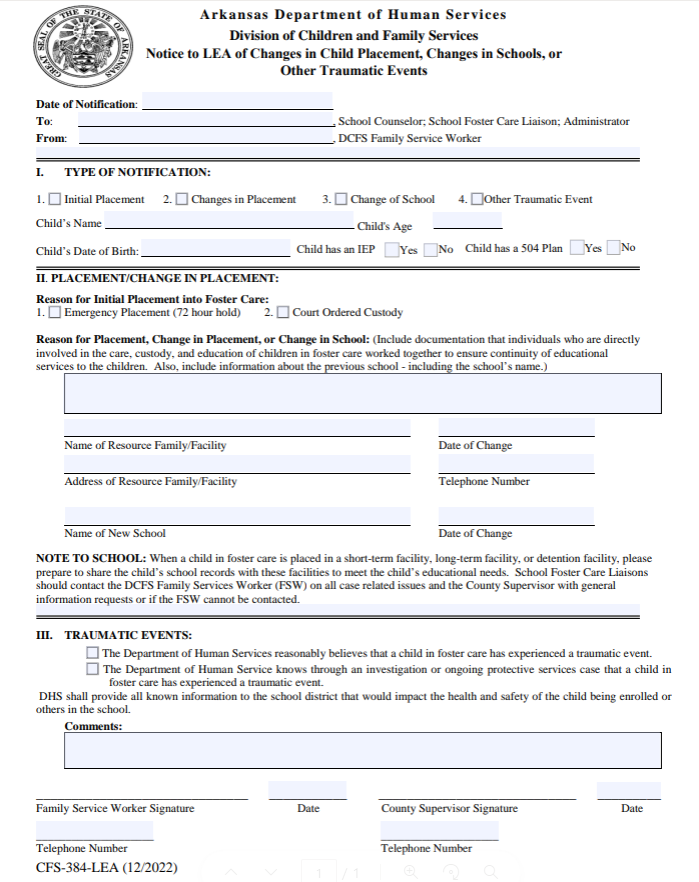 GREAT SEAL OF THE STATE OF ARKANSAS
Arkansas Department of Human Services
Division of Children and Family Services
Notice to LEA of Changes in Child Placement, Changes in Schools, or
Other Traumatic Events
Date of Notification:
To: , School Counselor; School Foster Care Liaison; Administrator
From: , DCFS Family Service Worker
I. TYPE OF NOTIFICATION:
1. Initial Placement 2. Changes in Placement 3. Change of School 4. Other Traumatic Event
Child's Name Child's Age
Child's Date of Birth: Child has an IEP Yes No Child has a 504 Plan Yes No
II. PLACEMENT/CHANGE IN PLACEMENT:
Reason for Initial Placement into Foster Care:
1. Emergency Placement (72 hour hold) 2. Court Ordered Custody
Reason for Placement, Change in Placement, or Change in School: (Include documentation that individuals who are directly
involved in the care, custody, and education of children in foster care worked together to ensure continuity of educational
services to the children. Also, include information about the previous school - including the school's name.)
Name of Resource Family/Facility Date of Change
Address of Resource Family/Facility Telephone Number
Name of New School Date of Change
NOTE TO SCHOOL: When a child in foster care is placed in a short-term facility, long-term facility, or detention facility, please
prepare to share the child's school records with these facilities to meet the child's educational needs. School Foster Care Liaisons
should contact the DCFS Family Services Worker (FSW) on all case related issues and the County Supervisor with general
information requests or if the FSW cannot be contacted.
III. TRAUMATIC EVENTS:
The Department of Human Services reasonably believes that a child in foster care has experienced a traumatic event.
The Department of Human Service knows through an investigation or ongoing protective services case that a child in
foster care has experienced a traumatic event.
DHS shall provide all known information to the school district that would impact the health and safety of the child being enrolled or
others in the school.
Comments:
Family Service Worker Signature Date County Supervisor Signature Date
Telephone Number Telephone Number
CFS-384-LEA (12/2022)
1 / 1